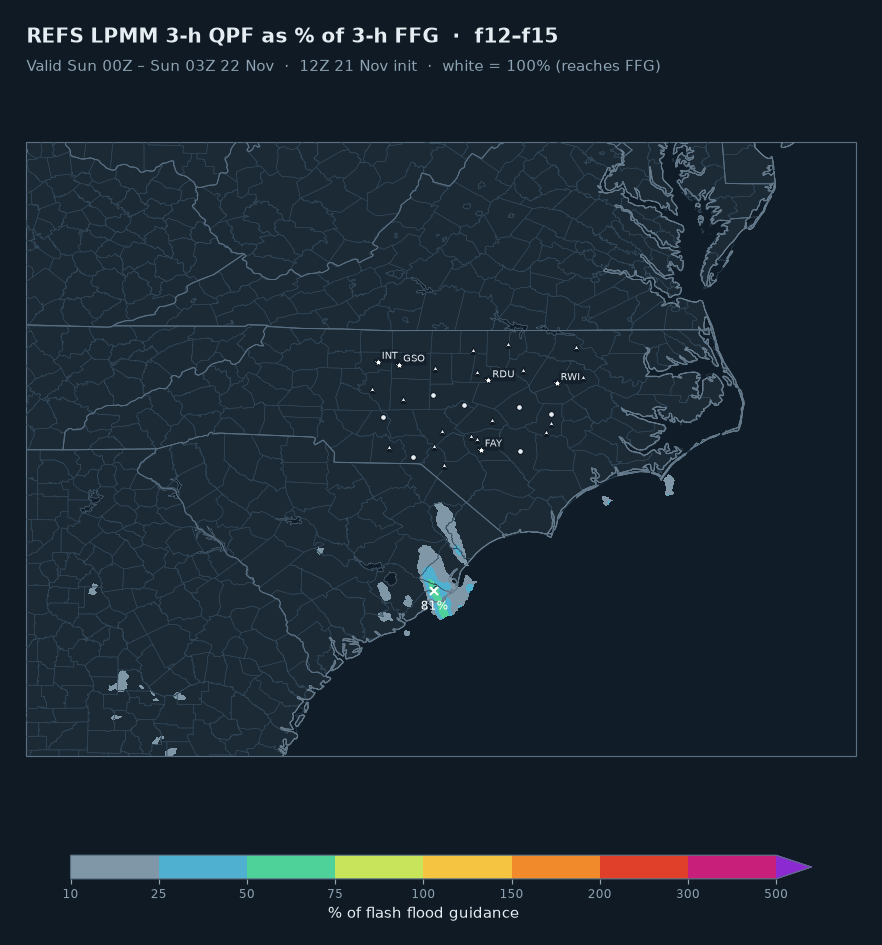 REFS LPMM 3-h QPF as % of 3-h FFG · f12–f15
Valid Sun 00Z – Sun 03Z 22 Nov · 12Z 21 Nov init · white = 100% (reaches FFG)
INT
GSO
RDU
RWI
FAY
81%
10 25 50 75 100 150 200 300 500
% of flash flood guidance